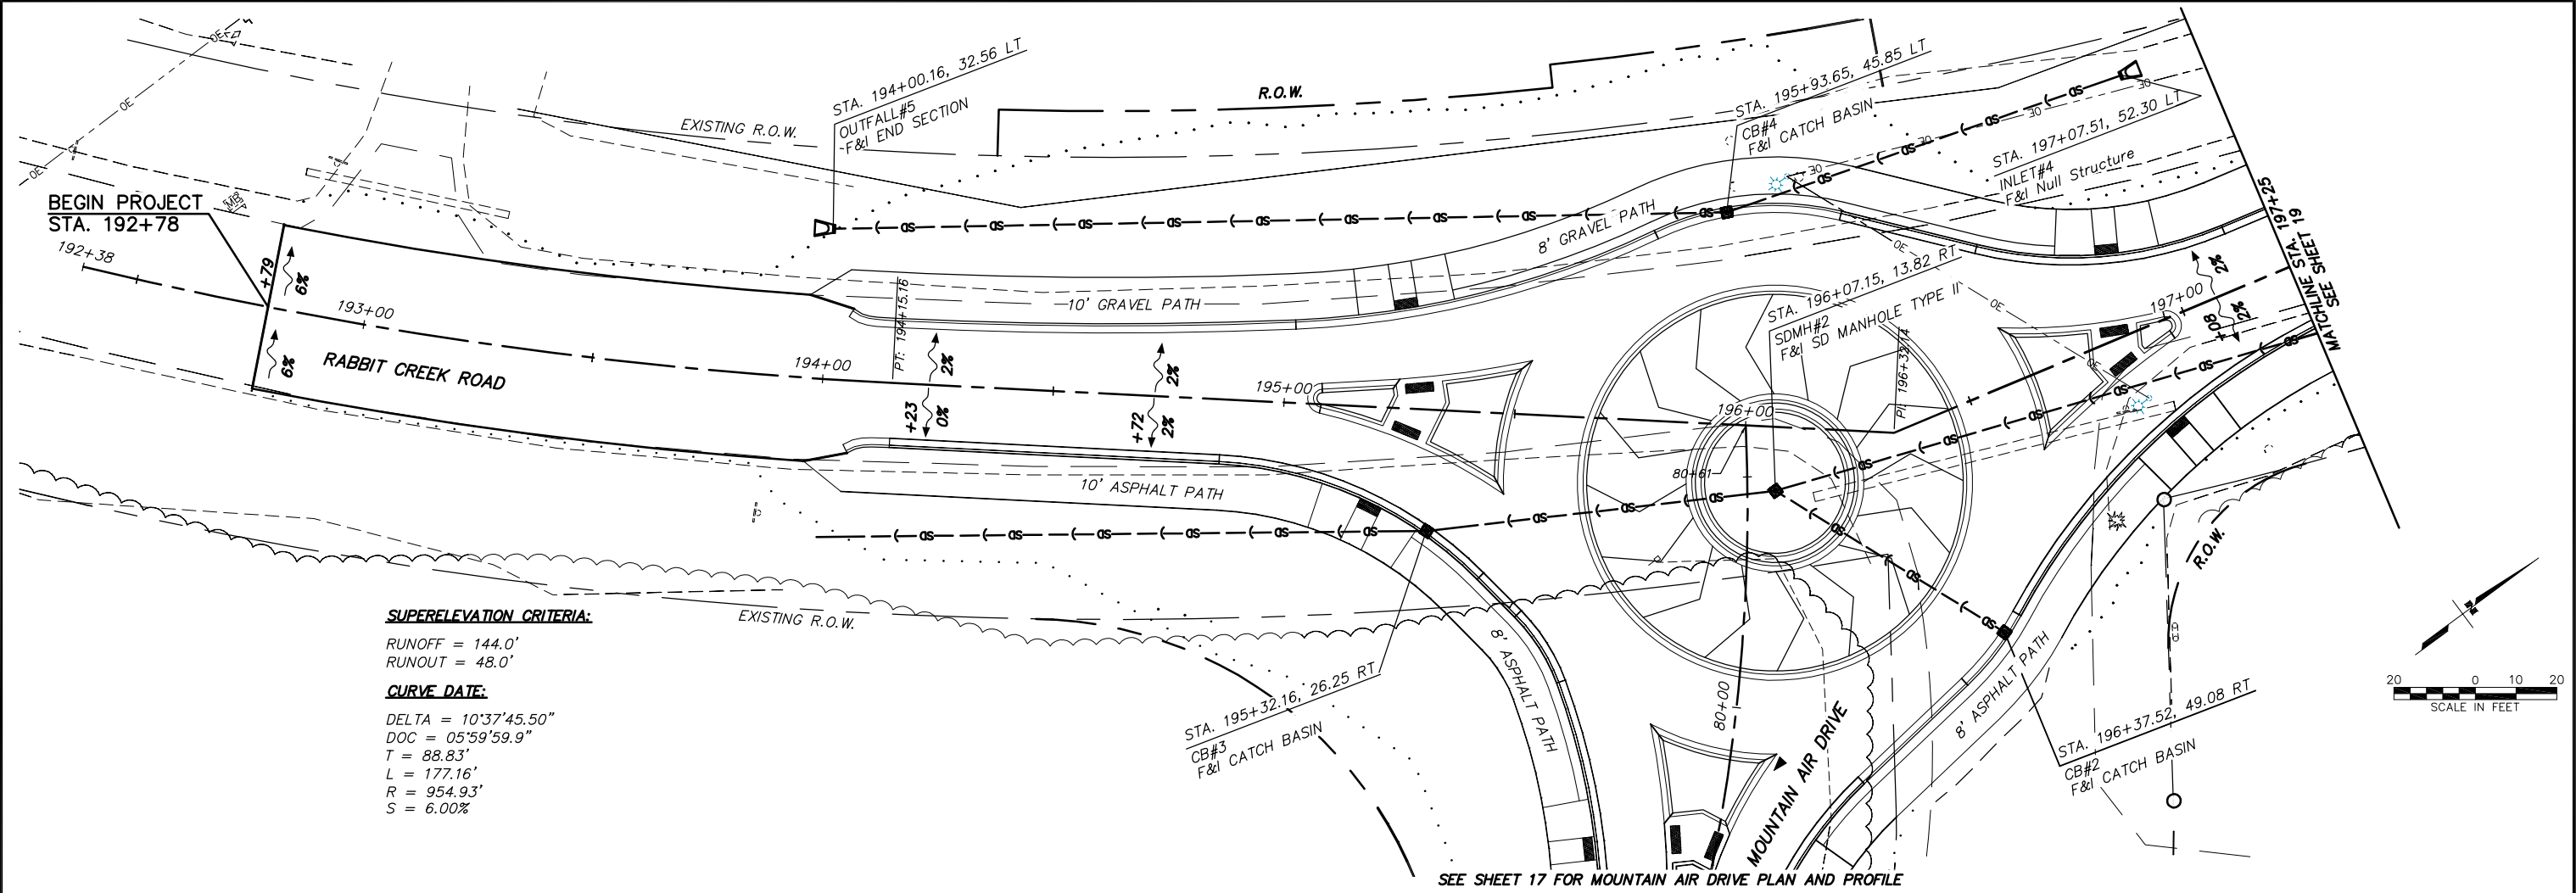 STA. 194+00.16, 32.56 LT
OUTFALL#5
F&I END SECTION
R.O.W.
STA. 195+93.65, 45.85 LT
CB#4
F&I CATCH BASIN
STA. 197+07.51, 52.30 LT
INLET#4
F&I Null Structure
EXISTING R.O.W.
BEGIN PROJECT
STA. 192+78
192+38
+79
6%
6%
193+00
RABBIT CREEK ROAD
194+00
PT: 194+15.16
10' GRAVEL PATH
8' GRAVEL PATH
+23
2%
0%
+72
2%
2%
195+00
STA. 196+07.15, 13.82 RT
SDMH#2
F&I SD MANHOLE TYPE II
196+00
80+61
197+00
+08
2%
2%
MATCHLINE STA. 197+25
SEE SHEET 19
10' ASPHALT PATH
EXISTING R.O.W.
SUPERELEVATION CRITERIA:
RUNOFF = 144.0'
RUNOUT = 48.0'
CURVE DATE:
DELTA = 10°37'45.50"
DOC = 05°59'59.9"
T = 88.83'
L = 177.16'
R = 954.93'
S = 6.00%
STA. 195+32.16, 26.25 RT
CB#3
F&I CATCH BASIN
8' ASPHALT PATH
80+00
MOUNTAIN AIR DRIVE
8' ASPHALT PATH
R.O.W.
STA. 196+37.52, 49.08 RT
CB#2
F&I CATCH BASIN
20 0 10 20
SCALE IN FEET
SEE SHEET 17 FOR MOUNTAIN AIR DRIVE PLAN AND PROFILE